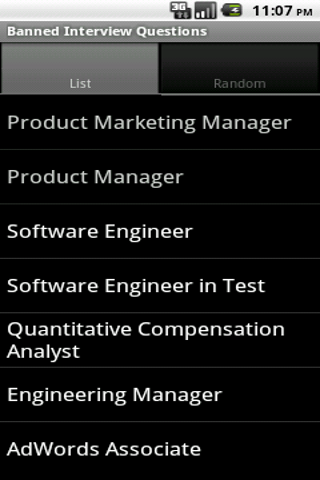 3G 11:07 PM
Banned Interview Questions
List Random
Product Marketing Manager
Product Manager
Software Engineer
Software Engineer in Test
Quantitative Compensation
Analyst
Engineering Manager
AdWords Associate